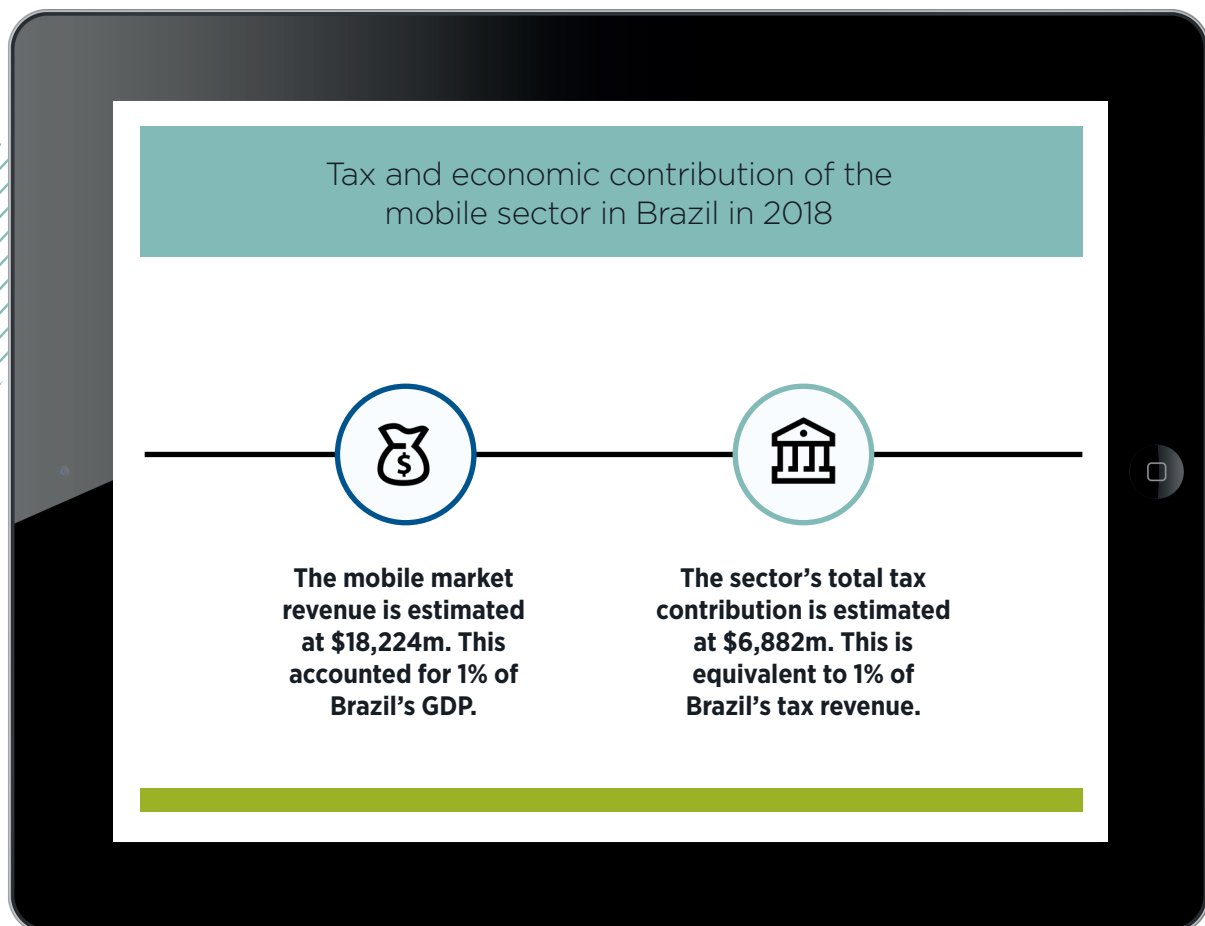 Tax and economic contribution of the
mobile sector in Brazil in 2018
$
The mobile market
revenue is estimated
at $18,224m. This
accounted for 1% of
Brazil’s GDP.
The sector’s total tax
contribution is estimated
at $6,882m. This is
equivalent to 1% of
Brazil’s tax revenue.